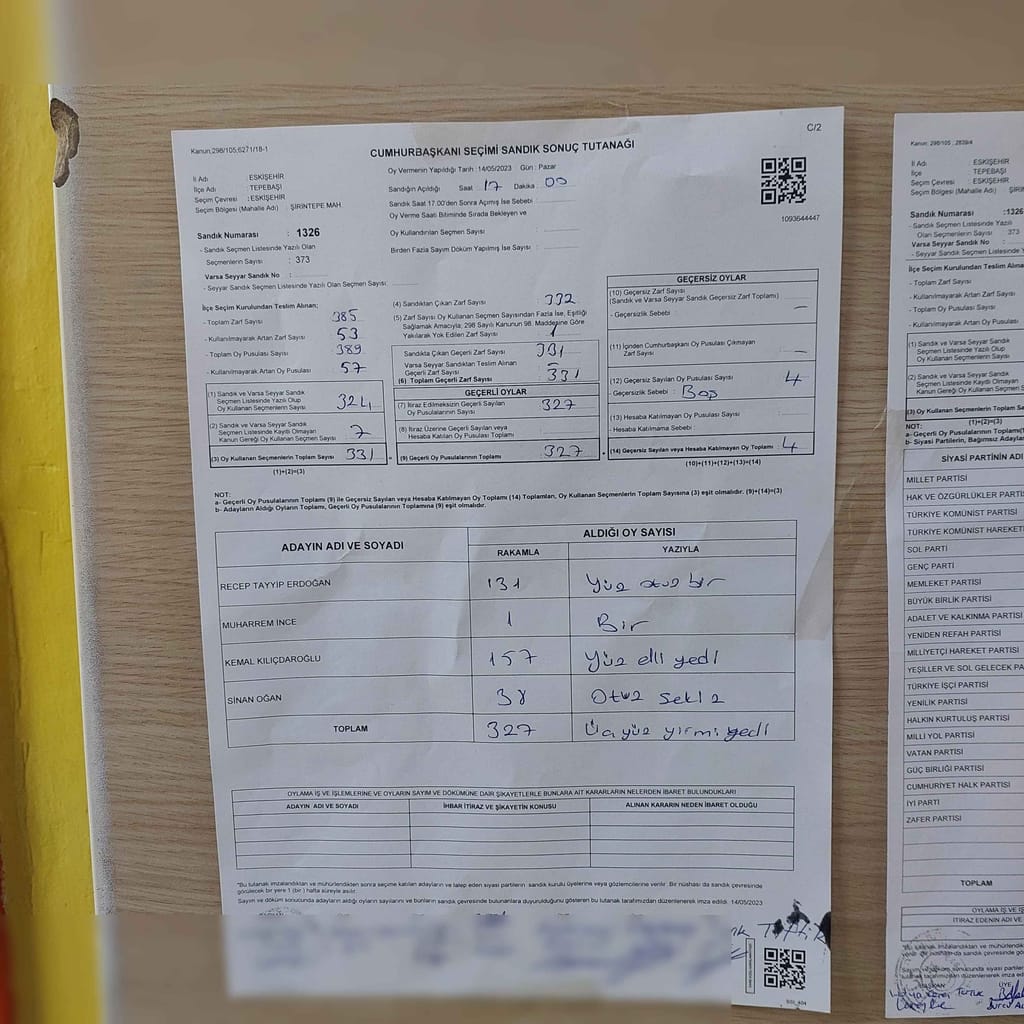 C/2
Kanun;298/105;6271/18-1
CUMHURBAŞKANI SEÇİMİ SANDIK SONUÇ TUTANAĞI
İl Adı : ESKİŞEHİR
İlçe Adı : TEPEBAŞI
Seçim Çevresi : ESKİŞEHİR
Seçim Bölgesi (Mahalle Adı) : ŞİRİNTEPE MAH.
Oy Vermenin Yapıldığı Tarih :14/05/2023 Gün : Pazar
Sandığın Açıldığı Saat 17 Dakika 00
Sandık Saat 17.00'den Sonra Açımış İse Sebebi :
Oy Verme Saati Bitiminde Sırada Bekleyen ve
Oy Kullandırılan Seçmen Sayısı :
Birden Fazla Sayım Döküm Yapılmış İse Sayısı :
1093644447
Sandık Numarası : 1326
- Sandık Seçmen Listesinde Yazılı Olan
Seçmenlerin Sayısı : 373
Varsa Seyyar Sandık No :
- Seyyar Sandık Seçmen Listesinde Yazılı Olan Seçmen Sayısı:
İlçe Seçim Kurulundan Teslim Alınan;
- Toplam Zarf Sayısı : 385
- Kullanılmayarak Artan Zarf Sayısı : 53
- Toplam Oy Pusulası Sayısı : 389
- Kullanılmayarak Artan Oy Pusulası : 57
(1) Sandık ve Varsa Seyyar Sandık
Seçmen Listesinde Yazılı Olup
Oy Kullanan Seçmenlerin Sayısı : 324
(2) Sandık ve Varsa Seyyar Sandık
Seçmen Listesinde Kayıtlı Olmayan
Kanun Gereği Oy Kullanan Seçmen Sayısı : 7
(3) Oy Kullanan Seçmenlerin Toplam Sayısı : 331
(1)+(2)=(3)
(4) Sandıktan Çıkan Zarf Sayısı : 332
(5) Zarf Sayısı Oy Kullanan Seçmen Sayısından Fazla İse, Eşitliği
Sağlamak Amacıyla; 298 Sayılı Kanunun 98. Maddesine Göre
Yakılarak Yok Edilen Zarf Sayısı : 1
Sandıkta Çıkan Geçerli Zarf Sayısı : 331
Varsa Seyyar Sandıktan Teslim Alınan
Geçerli Zarf Sayısı : –
(6) Toplam Geçerli Zarf Sayısı : 331
GEÇERLİ OYLAR
(7) İtiraz Edilmeksizin Geçerli Sayılan
Oy Pusulalarının Sayısı : 327
(8) İtiraz Üzerine Geçerli Sayılan veya
Hesaba Katılan Oy Pusulası Toplamı :
(9) Geçerli Oy Pusulalarının Toplamı : 327
GEÇERSİZ OYLAR
(10) Geçersiz Zarf Sayısı
(Sandık ve Varsa Seyyar Sandık Geçersiz Zarf Toplamı) : –
- Geçersizlik Sebebi :
(11) İçinden Cumhurbaşkanı Oy Pusulası Çıkmayan
Zarf Sayısı : –
(12) Geçersiz Sayılan Oy Pusulası Sayısı : 4
- Geçersizlik Sebebi : Boş
(13) Hesaba Katılmayan Oy Pusulası Sayısı :
- Hesaba Katılmama Sebebi :
(14) Geçersiz Sayılan veya Hesaba Katılmayan Oy Toplamı : 4
(10)+(11)+(12)+(13)=(14)
NOT:
a- Geçerli Oy Pusulalarının Toplamı (9) ile Geçersiz Sayılan veya Hesaba Katılmayan Oy Toplamı (14) Toplamları, Oy Kullanan Seçmenlerin Toplam Sayısına (3) eşit olmalıdır. (9)+(14)=(3)
b- Adayların Aldığı Oyların Toplamı, Geçerli Oy Pusulalarının Toplamına (9) eşit olmalıdır.
ADAYIN ADI VE SOYADI ALDIĞI OY SAYISI
RAKAMLA YAZIYLA
RECEP TAYYİP ERDOĞAN 131 Yüz otuz bir
MUHARREM İNCE 1 Bir
KEMAL KILIÇDAROĞLU 157 Yüz elli yedi
SİNAN OĞAN 38 Otuz sekiz
TOPLAM 327 Üçyüz yirmi yedi
OYLAMA İŞ VE İŞLEMLERİNE VE OYLARIN SAYIM VE DÖKÜMÜNE DAİR ŞİKAYETLERLE BUNLARA AİT KARARLARIN NELERDEN İBARET BULUNDUKLARI
ADAYIN ADI VE SOYADI İHBAR İTİRAZ VE ŞİKAYETİN KONUSU ALINAN KARARIN NEDEN İBARET OLDUĞU
"Bu tutanak imzalandıktan ve mühürlendikten sonra seçime katılan adayların ve talep eden siyasi partilerin sandık kurulu üyelerine veya gözlemcilerine verilir. Bir nüshası da sandık çevresinde
görülecek bir yere 1 (bir) hafta süreyle asılır.
Sayım ve döküm sonucunda adayların aldığı oyların sayılarını ve bunların sandık çevresinde bulunanlara duyurulduğunu gösteren bu tutanak tarafımızdan düzenlenerek imza edildi. 14/05/2023
Kanun; 298/105 ; 2839/4
İl Adı : ESKİŞEHİR
İlçe : TEPEBAŞI
Seçim Çevresi : ESKİŞEHİR
Seçim Bölgesi (Mahalle Adı) : ŞİRİ
Sandık Numarası :1326
- Sandık Seçmen Listesinde Yazılı
Olan Seçmenlerin Sayısı : 373
Varsa Seyyar Sandık No :
- Seyyar Sandık Seçmen Listesinde Y
İlçe Seçim Kurulundan Teslim Alınan
- Toplam Zarf Sayısı
- Kullanılmayarak Artan Zarf Sayısı
- Toplam Oy Pusulası Sayısı
- Kullanılmayarak Artan Oy Pusulası
(1) Sandık ve Varsa Seyyar Sandık
Seçmen Listesinde Yazılı Olup
Oy Kullanan Seçmenlerin Sayısı
(2) Sandık ve Varsa Seyyar Sandık
Seçmen Listesinde Kayıtlı Olmayan
Kanun Gereği Oy Kullanan Seçmen
(3) Oy Kullanan Seçmenlerin Toplam Sa
(1)+(2)=(3)
NOT:
a- Geçerli Oy Pusulalarının Toplamı(
b- Siyasi Partilerin, Bağımsız Adayla
SİYASİ PARTİNİN ADI
MİLLET PARTİSİ
HAK VE ÖZGÜRLÜKLER PARTİS
TÜRKİYE KOMÜNİST PARTİSİ
TÜRKİYE KOMÜNİST HAREKETİ
SOL PARTİ
GENÇ PARTİ
MEMLEKET PARTİSİ
BÜYÜK BİRLİK PARTİSİ
ADALET VE KALKINMA PARTİSİ
YENİDEN REFAH PARTİSİ
MİLLİYETÇİ HAREKET PARTİSİ
YEŞİLLER VE SOL GELECEK PA
TÜRKİYE İŞÇİ PARTİSİ
YENİLİK PARTİSİ
HALKIN KURTULUŞ PARTİSİ
MİLLİ YOL PARTİSİ
VATAN PARTİSİ
GÜÇ BİRLİĞİ PARTİSİ
CUMHURİYET HALK PARTİSİ
İYİ PARTİ
ZAFER PARTİSİ
TOPLAM
OYLAMA İŞ VE İŞ
İTİRAZ EDENİN ADI VE